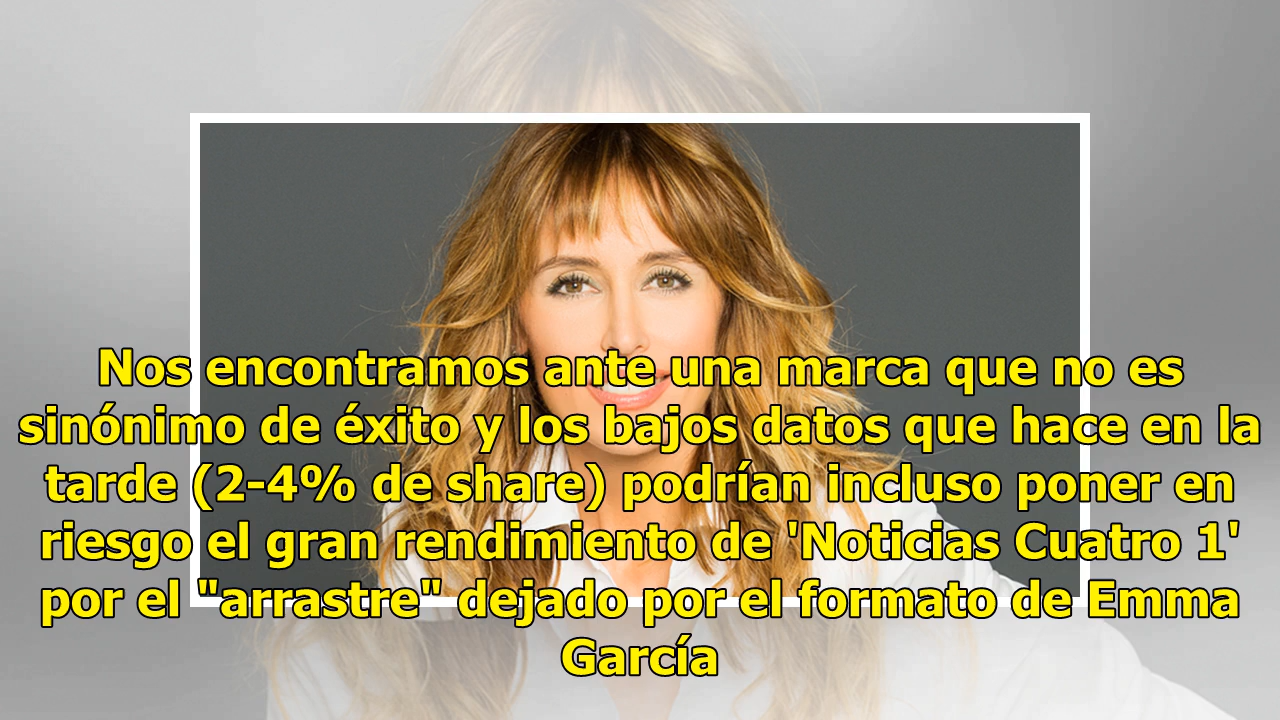 Nos encontramos ante una marca que no es
sinónimo de éxito y los bajos datos que hace en la
tarde (2-4% de share) podrían incluso poner en
riesgo el gran rendimiento de 'Noticias Cuatro 1'
por el "arrastre" dejado por el formato de Emma
García